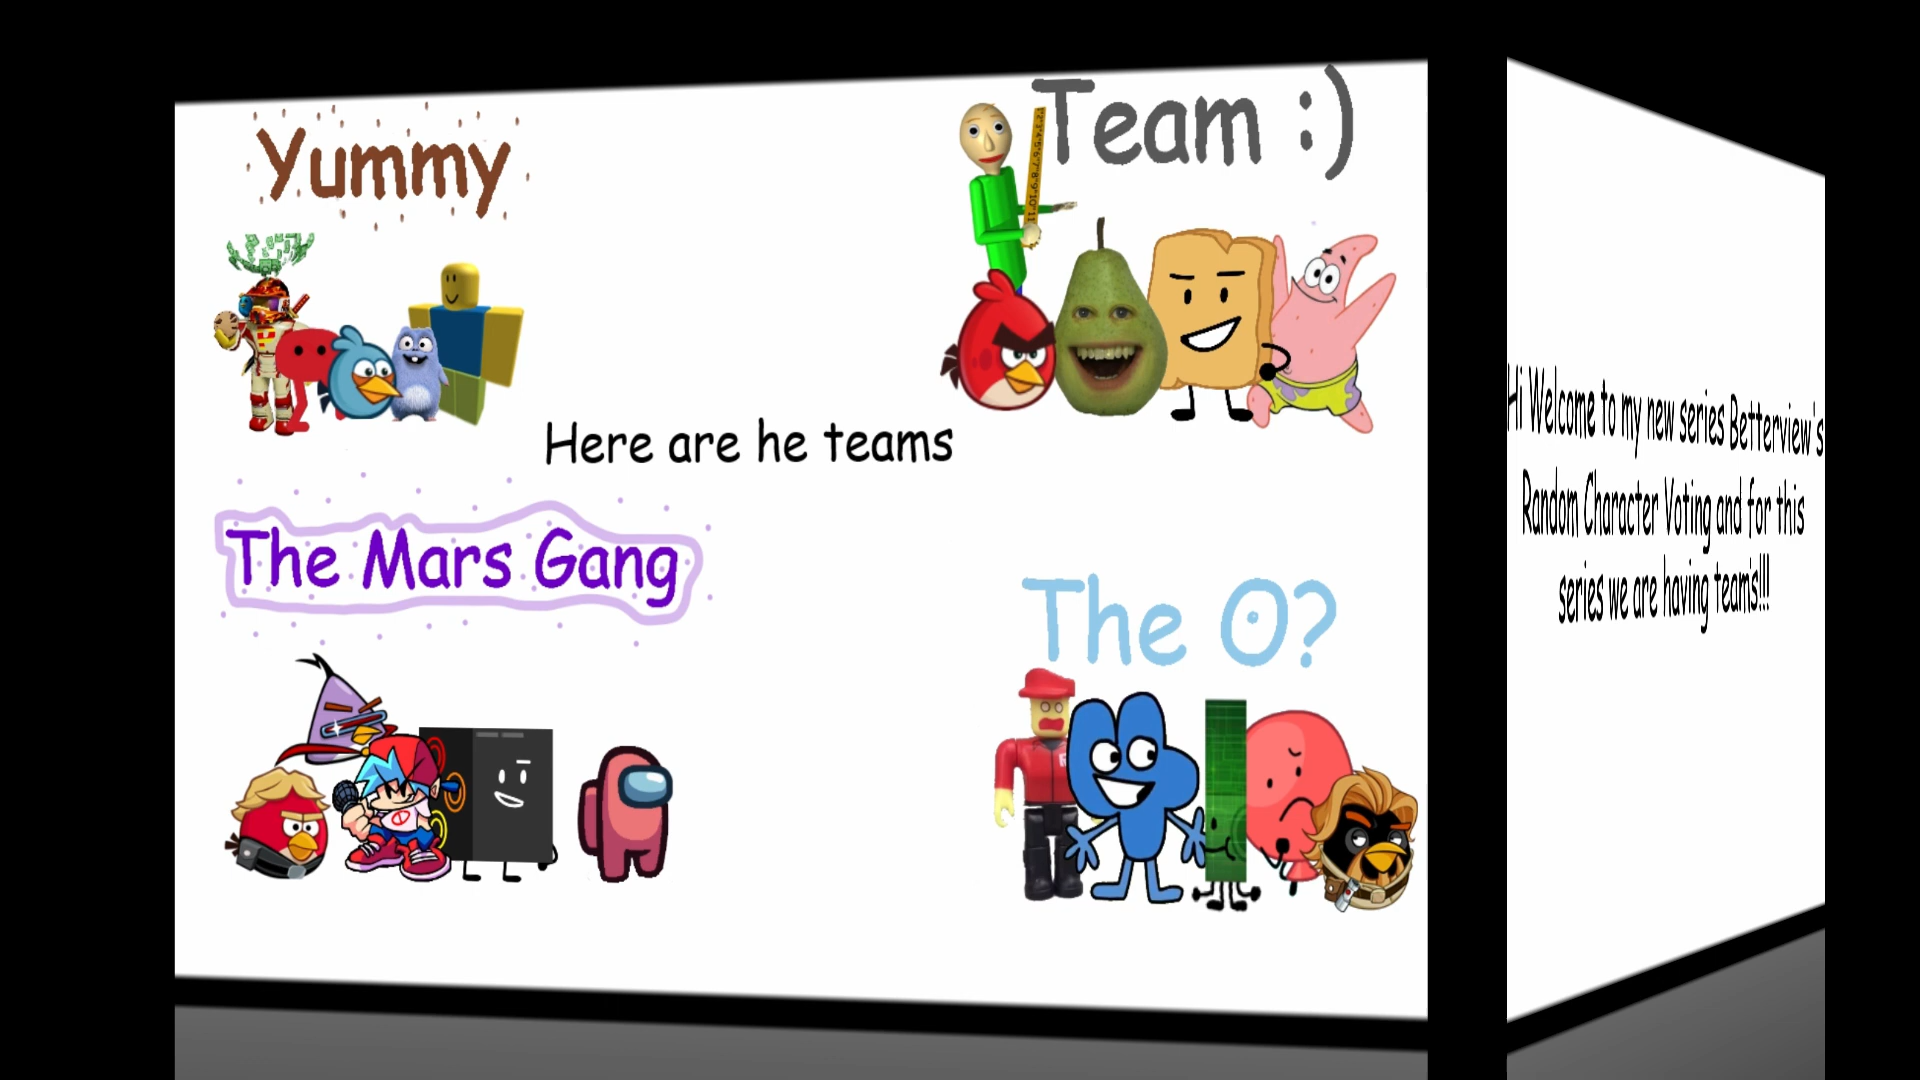 Yummy
Team :)
Here are he teams
The Mars Gang
The O?
Hi Welcome to my new series Betterview's
Random Character Voting and for this
series we are having teams!!!